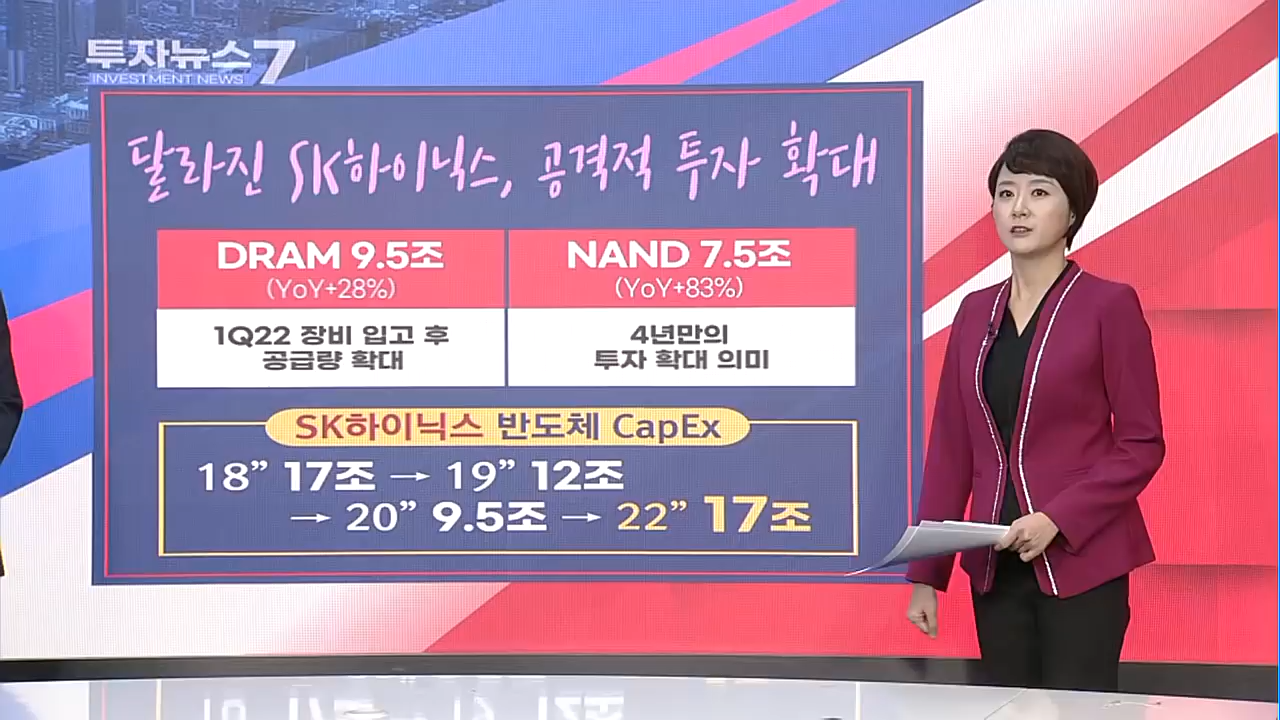 투자뉴스 7
INVESTMENT NEWS
달라진 SK하이닉스, 공격적 투자 확대
DRAM 9.5조
(YoY+28%)
NAND 7.5조
(YoY+83%)
1Q22 장비 입고 후
공급량 확대
4년만의
투자 확대 의미
SK하이닉스 반도체 CapEx
18” 17조 → 19” 12조
→ 20” 9.5조 → 22” 17조